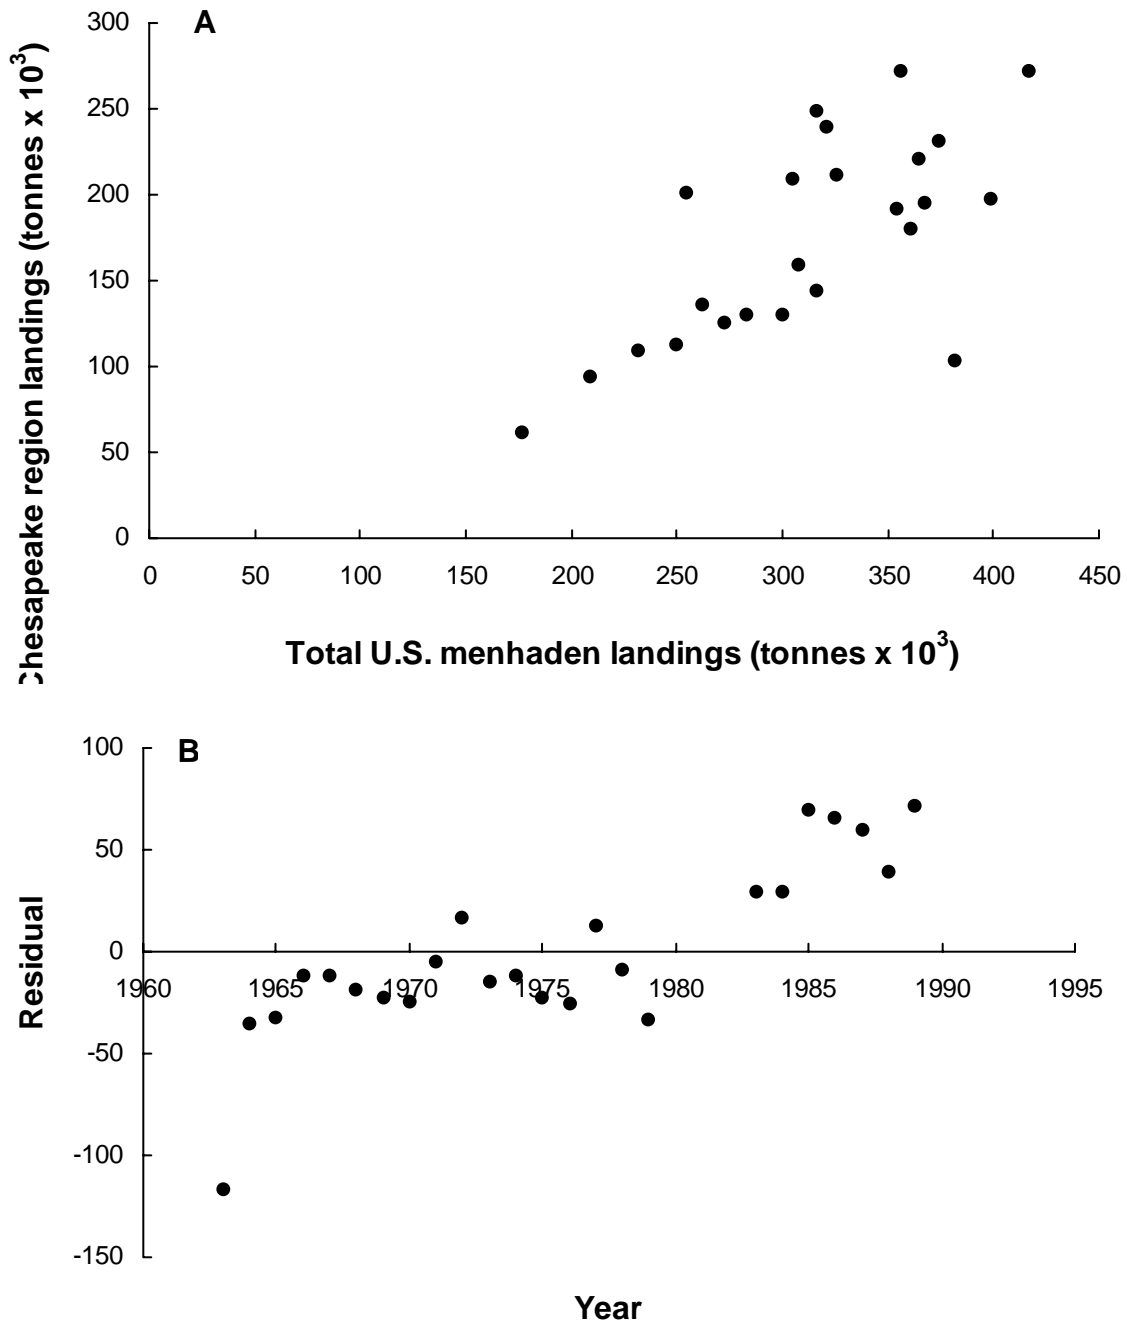 A
Chesapeake region landings (tonnes x 10³)
300
250
200
150
100
50
0
0 50 100 150 200 250 300 350 400 450
Total U.S. menhaden landings (tonnes x 10³)
B
Residual
100
50
0
1960 1965 1970 1975 1980 1985 1990 1995
-50
-100
-150
Year